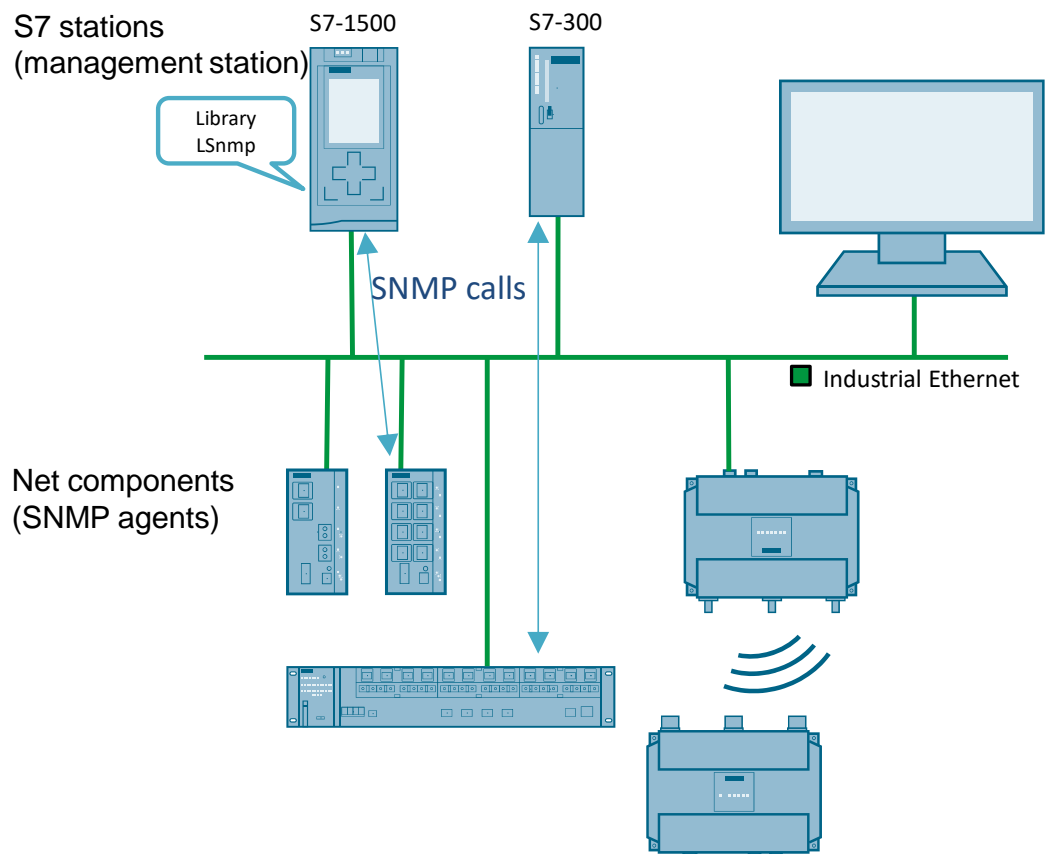 S7 stations
(management station)
S7-1500
S7-300
Library
LSnmp
SNMP calls
Industrial Ethernet
Net components
(SNMP agents)